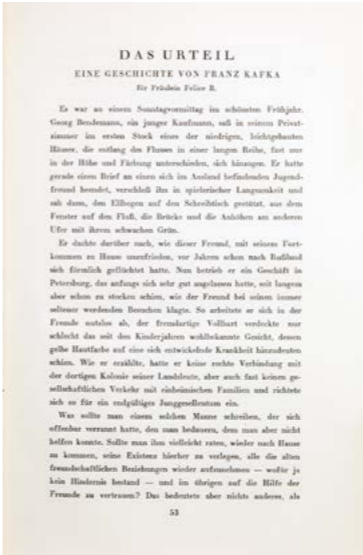 DAS URTEIL
EINE GESCHICHTE VON FRANZ KAFKA
für Fräulein Felice B.
Es war an einem Sonntagvormittag im schönsten Frühjahr.
Georg Bendemann, ein junger Kaufmann, saß in seinem Privat-
zimmer im ersten Stock eines der niedrigen, leichtgebauten
Häuser, die entlang des Flusses in einer langen Reihe, fast nur
in der Höhe und Färbung unterschieden, sich hinzogen. Er hatte
gerade einen Brief an einen sich im Ausland befindenden Jugend-
freund beendet, verschloß ihn in spielerischer Langsamkeit und
sah dann, den Ellbogen auf den Schreibtisch gestützt, aus dem
Fenster auf den Fluß, die Brücke und die Anhöhen am anderen
Ufer mit ihrem schwachen Grün.
Er dachte darüber nach, wie dieser Freund, mit seinem Fort-
kommen zu Hause unzufrieden, vor Jahren schon nach Rußland
sich förmlich geflüchtet hatte. Nun betrieb er ein Geschäft in
Petersburg, das anfangs sich sehr gut angelassen hatte, seit langem
aber schon zu stocken schien, wie der Freund bei seinen immer
seltener werdenden Besuchen klagte. So arbeitete er sich in der
Fremde nutzlos ab, der fremdartige Vollbart verdeckte nur
schlecht das seit den Kinderjahren wohlbekannte Gesicht, dessen
gelbe Hautfarbe auf eine sich entwickelnde Krankheit hinzudeuten
schien. Wie er erzählte, hatte er keine rechte Verbindung mit
der dortigen Kolonie seiner Landsleute, aber auch fast keinen ge-
sellschaftlichen Verkehr mit einheimischen Familien und richtete
sich so für ein endgültiges Junggesellentum ein.
Was sollte man einem solchen Manne schreiben, der sich
offenbar verrannt hatte, den man bedauern, dem man aber nicht
helfen konnte. Sollte man ihm vielleicht raten, wieder nach Hause
zu kommen, seine Existenz hierher zu verlegen, alle die alten
freundschaftlichen Beziehungen wieder aufzunehmen — wofür ja
kein Hindernis bestand — und im übrigen auf die Hilfe der
Freunde zu vertrauen? Das bedeutete aber nichts anderes, als
53